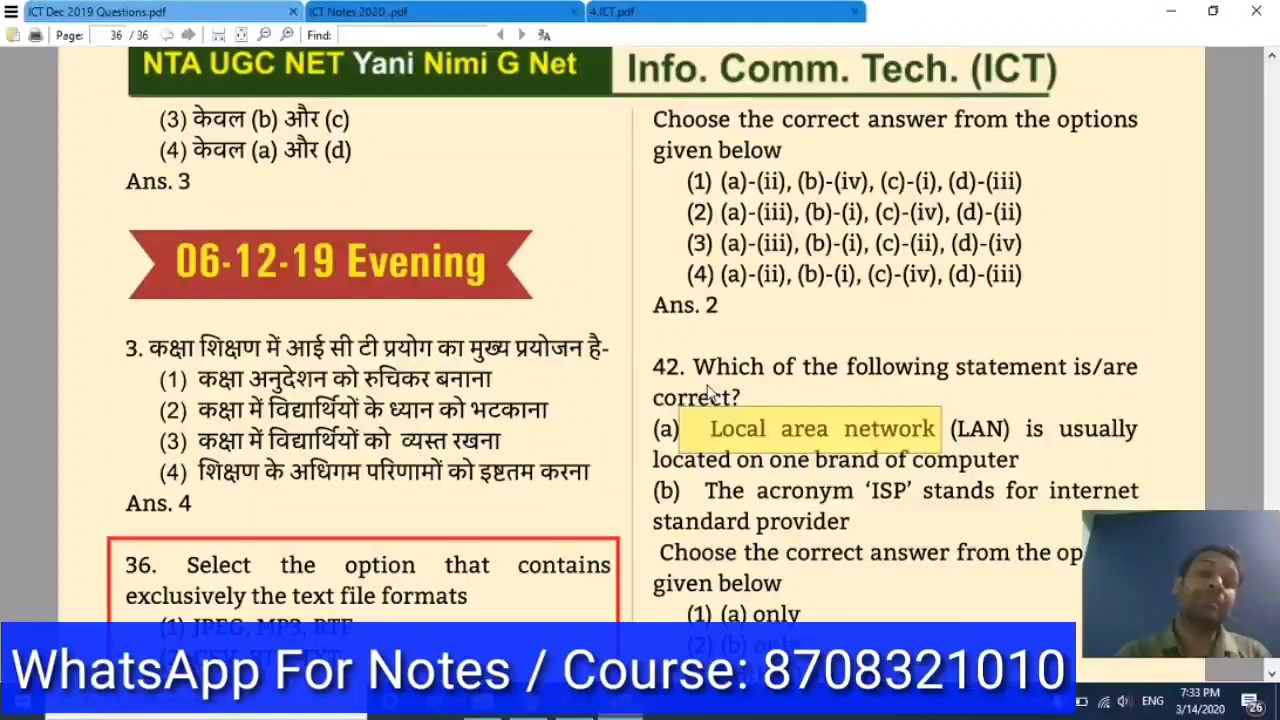 ICT Dec 2019 Questions.pdf
ICT Notes 2020 .pdf
4.ICT.pdf
Page: 36 / 36
Find:
NTA UGC NET Yani Nimi G Net
Info. Comm. Tech. (ICT)
(3) केवल (b) और (c)
(4) केवल (a) और (d)
Ans. 3
06-12-19 Evening
3. कक्षा शिक्षण में आई सी टी प्रयोग का मुख्य प्रयोजन है-
(1) कक्षा अनुदेशन को रुचिकर बनाना
(2) कक्षा में विद्यार्थियों के ध्यान को भटकाना
(3) कक्षा में विद्यार्थियों को व्यस्त रखना
(4) शिक्षण के अधिगम परिणामों को इष्टतम करना
Ans. 4
36. Select the option that contains
exclusively the text file formats
(1) JPEG, MP3, RTF
Choose the correct answer from the options
given below
(1) (a)-(ii), (b)-(iv), (c)-(i), (d)-(iii)
(2) (a)-(iii), (b)-(i), (c)-(iv), (d)-(ii)
(3) (a)-(iii), (b)-(i), (c)-(ii), (d)-(iv)
(4) (a)-(ii), (b)-(i), (c)-(iv), (d)-(iii)
Ans. 2
42. Which of the following statement is/are
correct?
(a) Local area network (LAN) is usually
located on one brand of computer
(b) The acronym ‘ISP’ stands for internet
standard provider
Choose the correct answer from the
given below
(1) (a) only
(2) (b) only
WhatsApp For Notes / Course: 8708321010
ENG
7:33 PM
3/14/2020
26